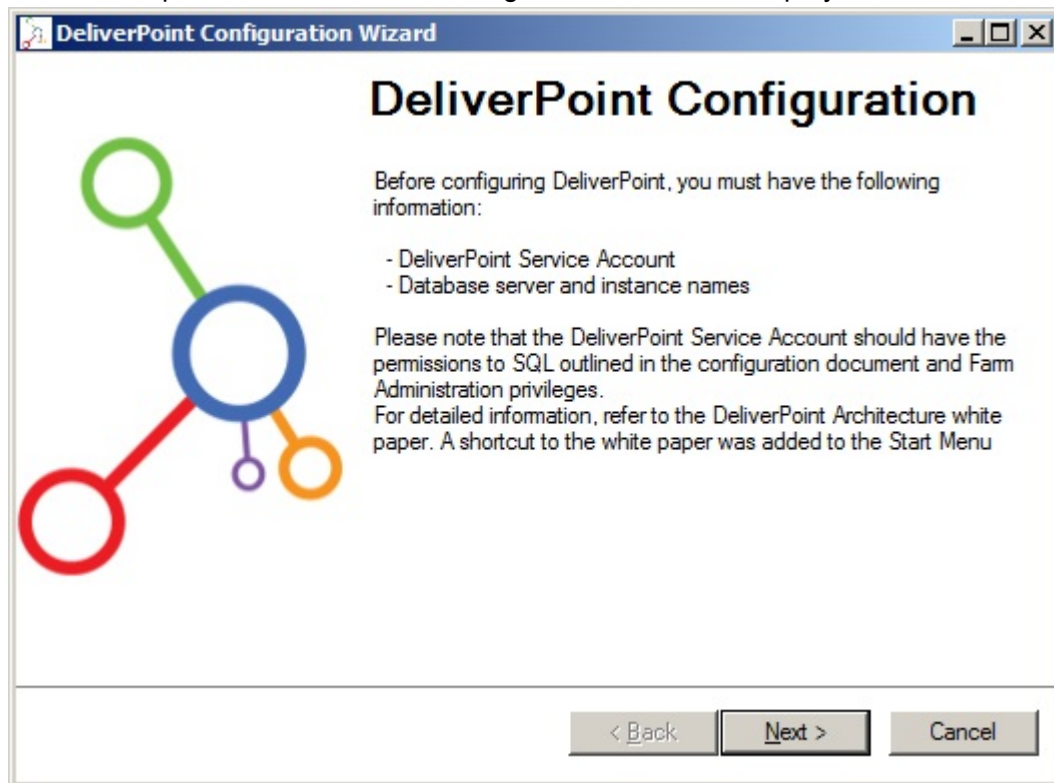 DeliverPoint Configuration Wizard
DeliverPoint Configuration
Before configuring DeliverPoint, you must have the following
information:
- DeliverPoint Service Account
- Database server and instance names
Please note that the DeliverPoint Service Account should have the
permissions to SQL outlined in the configuration document and Farm
Administration privileges.
For detailed information, refer to the DeliverPoint Architecture white
paper. A shortcut to the white paper was added to the Start Menu
< Back
Next >
Cancel